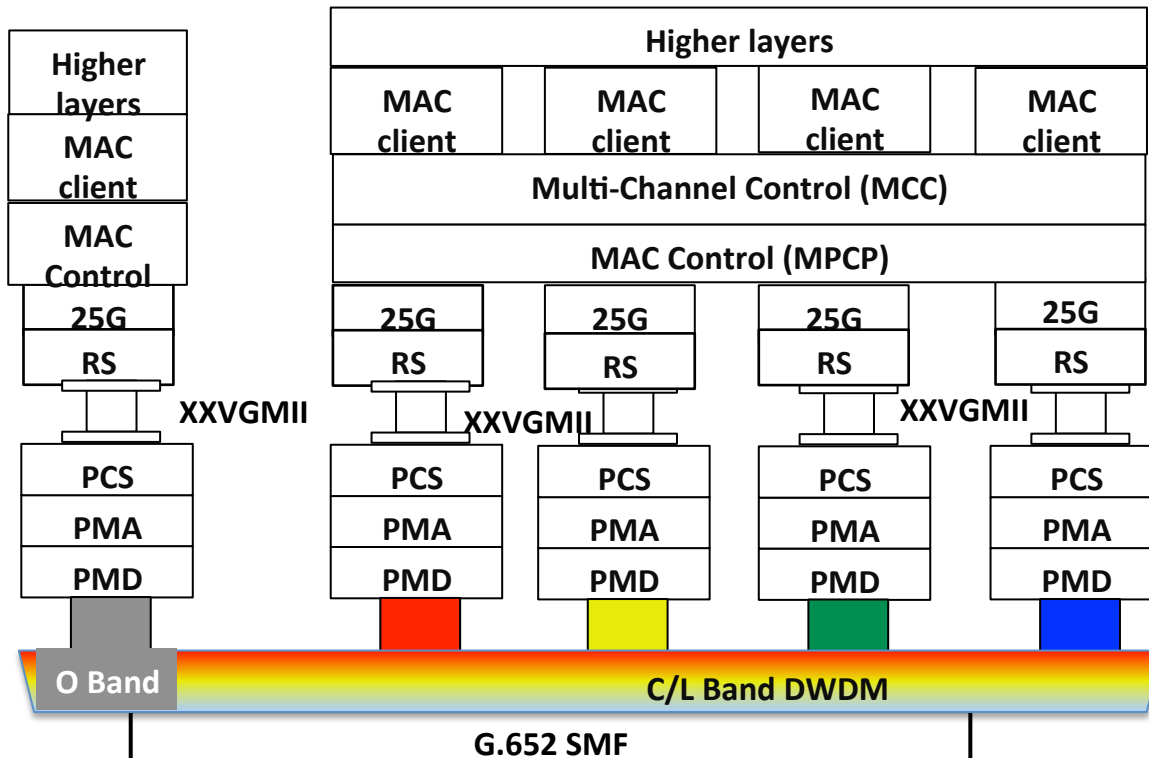 Higher
layers
MAC
client
MAC
Control
25G
RS
XXVGMII
PCS
PMA
PMD
O Band
Higher layers
MAC
client
MAC
client
MAC
client
MAC
client
Multi-Channel Control (MCC)
MAC Control (MPCP)
25G
25G
25G
25G
RS
RS
RS
RS
XXVGMII
XXVGMII
PCS
PCS
PCS
PCS
PMA
PMA
PMA
PMA
PMD
PMD
PMD
PMD
C/L Band DWDM
G.652 SMF